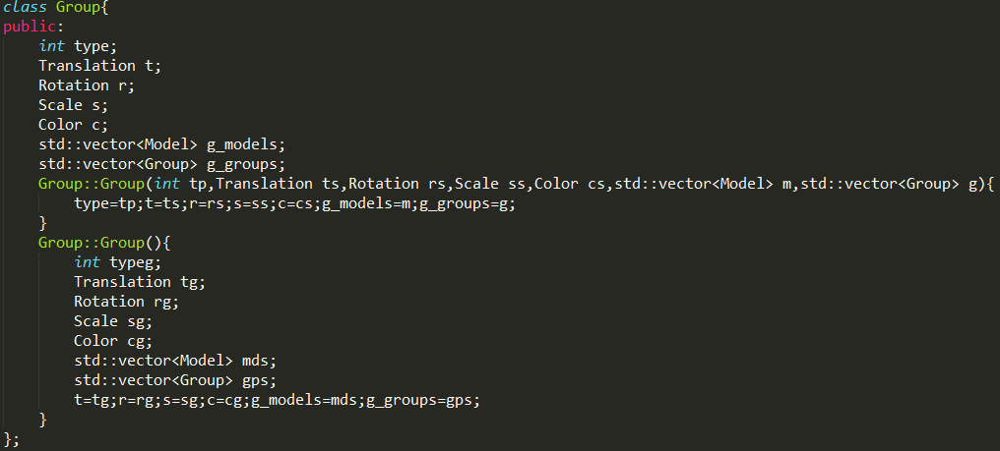 class Group{
public:
    int type;
    Translation t;
    Rotation r;
    Scale s;
    Color c;
    std::vector<Model> g_models;
    std::vector<Group> g_groups;
    Group::Group(int tp,Translation ts,Rotation rs,Scale ss,Color cs,std::vector<Model> m,std::vector<Group> g){
        type=tp;t=ts;r=rs;s=ss;c=cs;g_models=m;g_groups=g;
    }
    Group::Group(){
        int typeg;
        Translation tg;
        Rotation rg;
        Scale sg;
        Color cg;
        std::vector<Model> mds;
        std::vector<Group> gps;
        t=tg;r=rg;s=sg;c=cg;g_models=mds;g_groups=gps;
    }
};